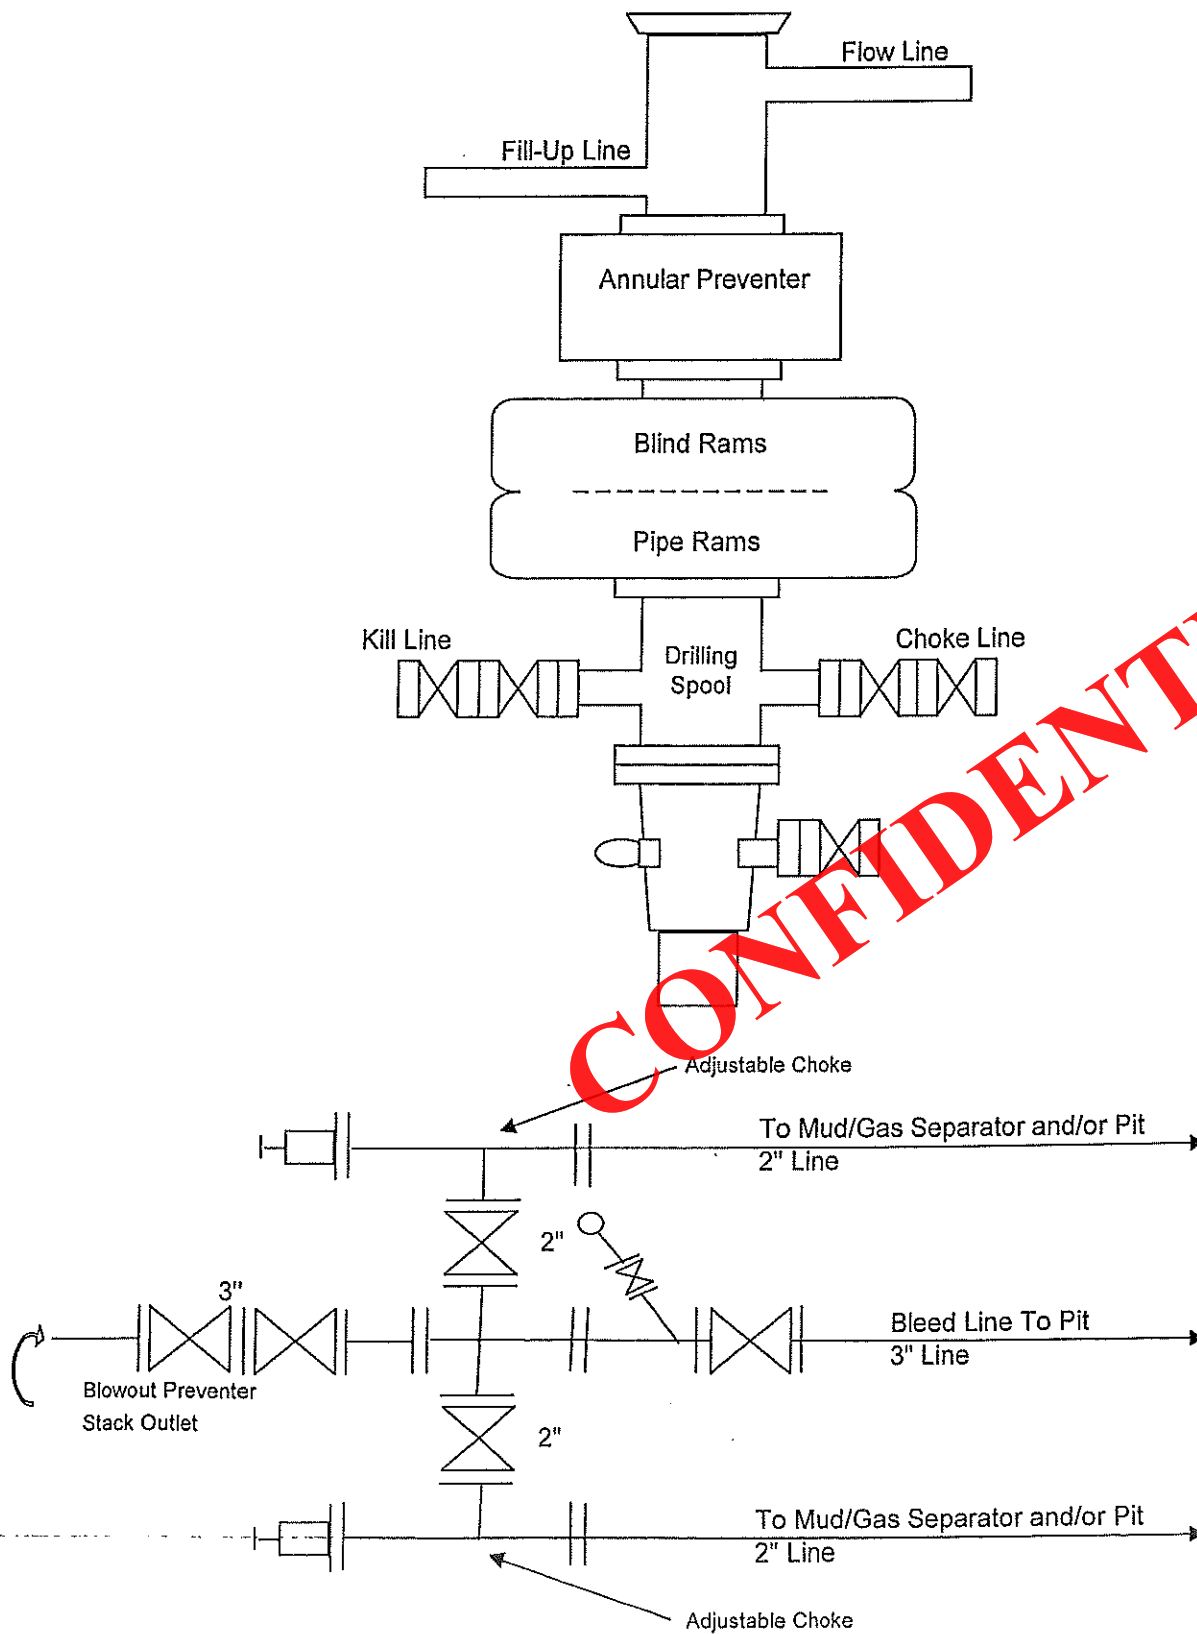 Flow Line
Fill-Up Line
Annular Preventer
Blind Rams
Pipe Rams
Kill Line
Choke Line
Drilling
Spool
CONFIDENT
Adjustable Choke
To Mud/Gas Separator and/or Pit
2" Line
2"
3"
Bleed Line To Pit
3" Line
Blowout Preventer
Stack Outlet
2"
To Mud/Gas Separator and/or Pit
2" Line
Adjustable Choke